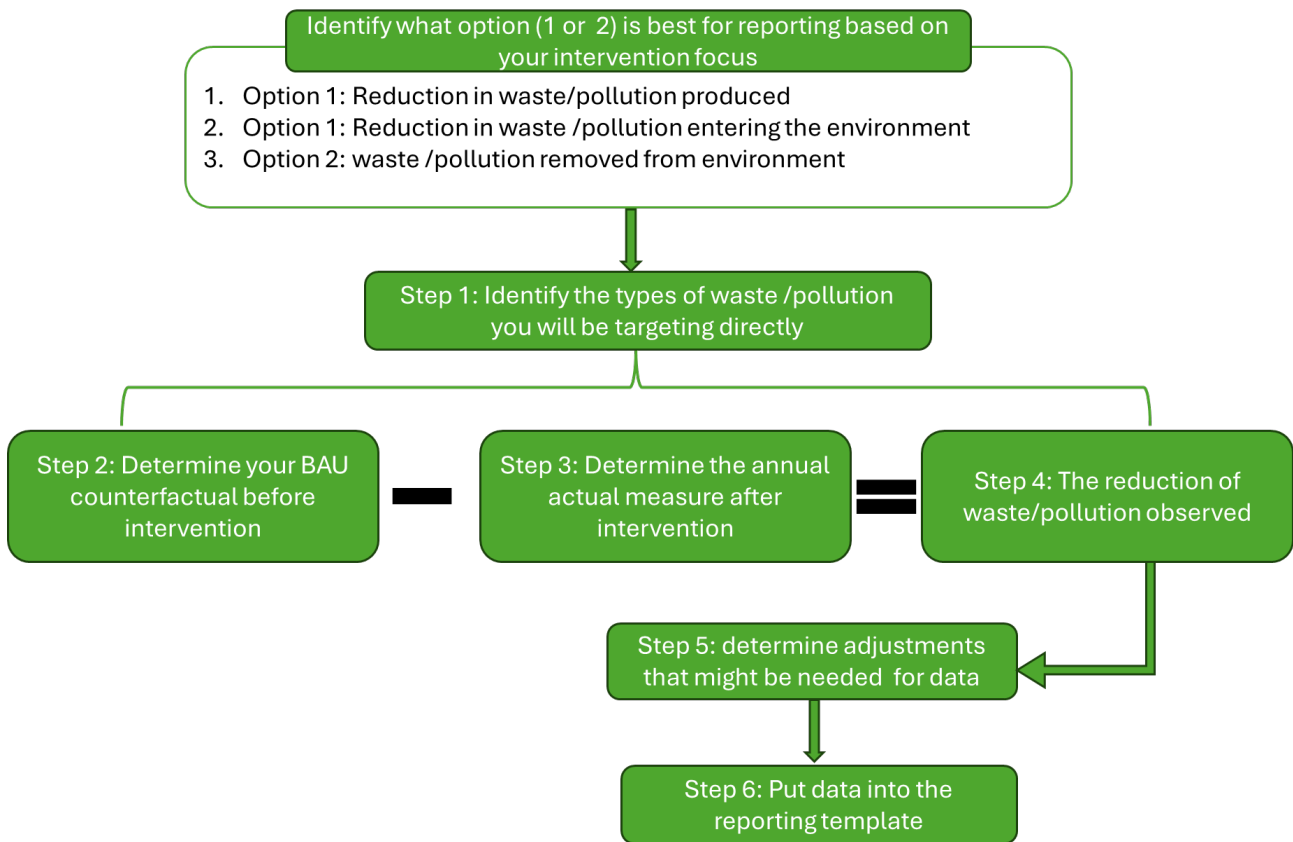 Identify what option (1 or 2) is best for reporting based on
your intervention focus
1. Option 1: Reduction in waste/pollution produced
2. Option 1: Reduction in waste /pollution entering the environment
3. Option 2: waste /pollution removed from environment
Step 1: Identify the types of waste /pollution
you will be targeting directly
Step 2: Determine your BAU
counterfactual before
intervention
Step 3: Determine the annual
actual measure after
intervention
Step 4: The reduction of
waste/pollution observed
Step 5: determine adjustments
that might be needed for data
Step 6: Put data into the
reporting template